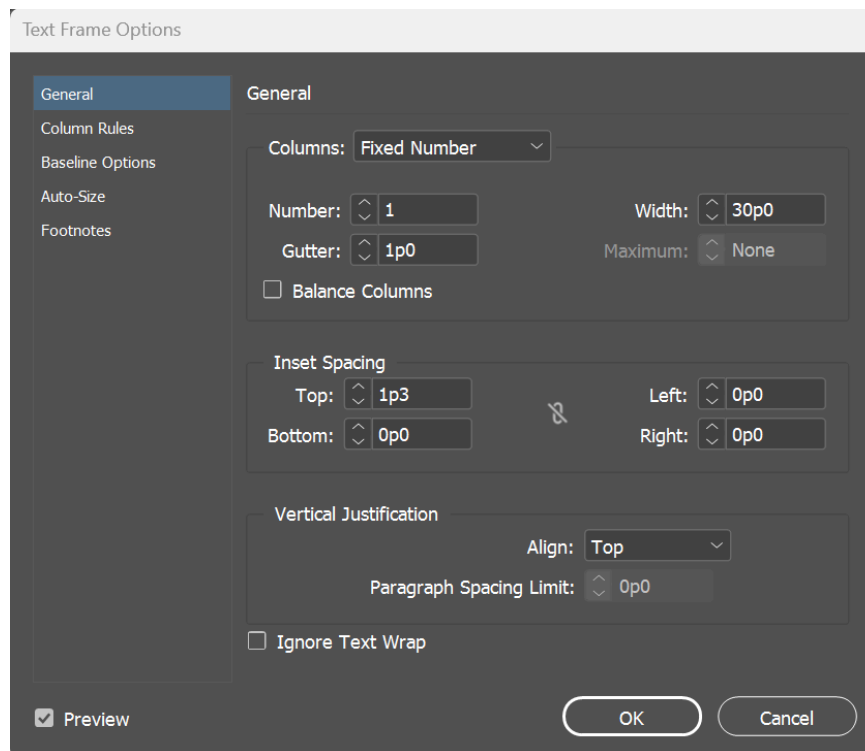 Text Frame Options
General
Column Rules
Baseline Options
Auto-Size
Footnotes
General
Columns: Fixed Number
Number: 1 Width: 30p0
Gutter: 1p0 Maximum: None
Balance Columns
Inset Spacing
Top: 1p3 Left: 0p0
Bottom: 0p0 Right: 0p0
Vertical Justification
Align: Top
Paragraph Spacing Limit: 0p0
Ignore Text Wrap
Preview OK Cancel